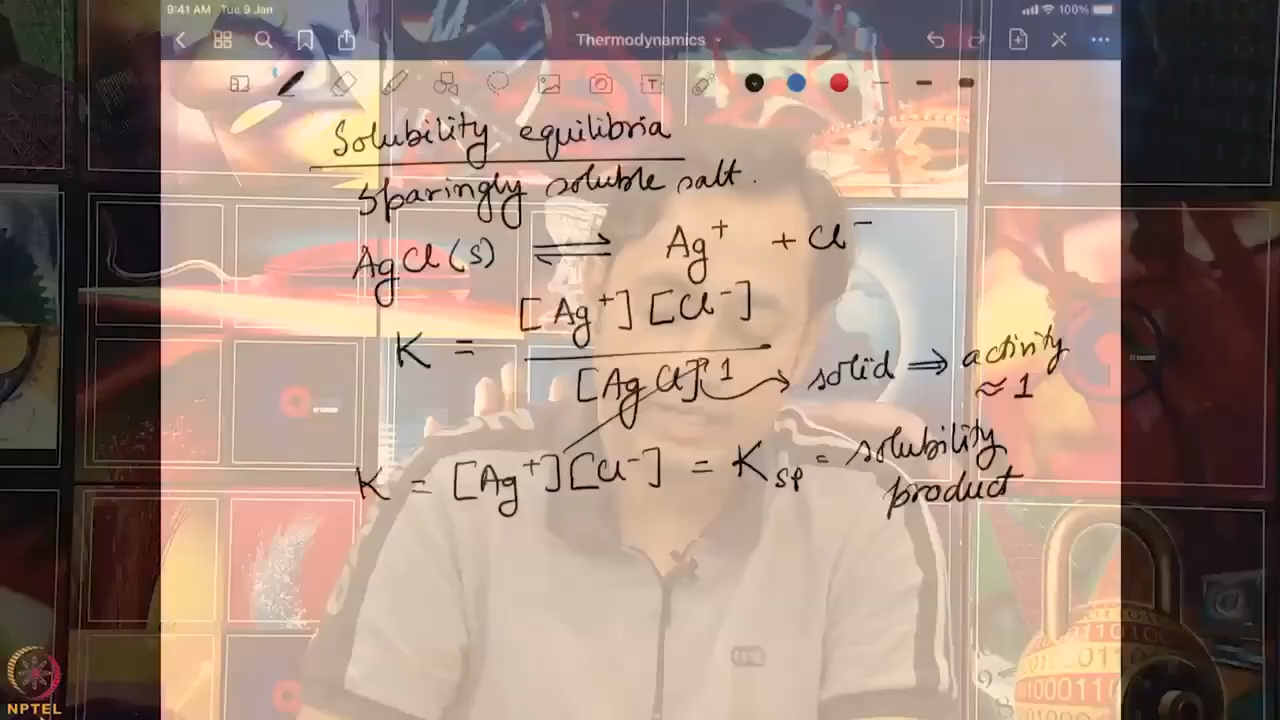 9:41 AM Tue 9 Jan
100%
Thermodynamics
T
Solubility equilibria
Sparingly soluble salt.
AgCl(s) ⇌ Ag⁺ + Cl⁻
K = [Ag⁺][Cl⁻]
[AgCl] 1 → solid ⇒ activity
≈ 1
K = [Ag⁺][Cl⁻] = Ksp = solubility
product
NPTEL